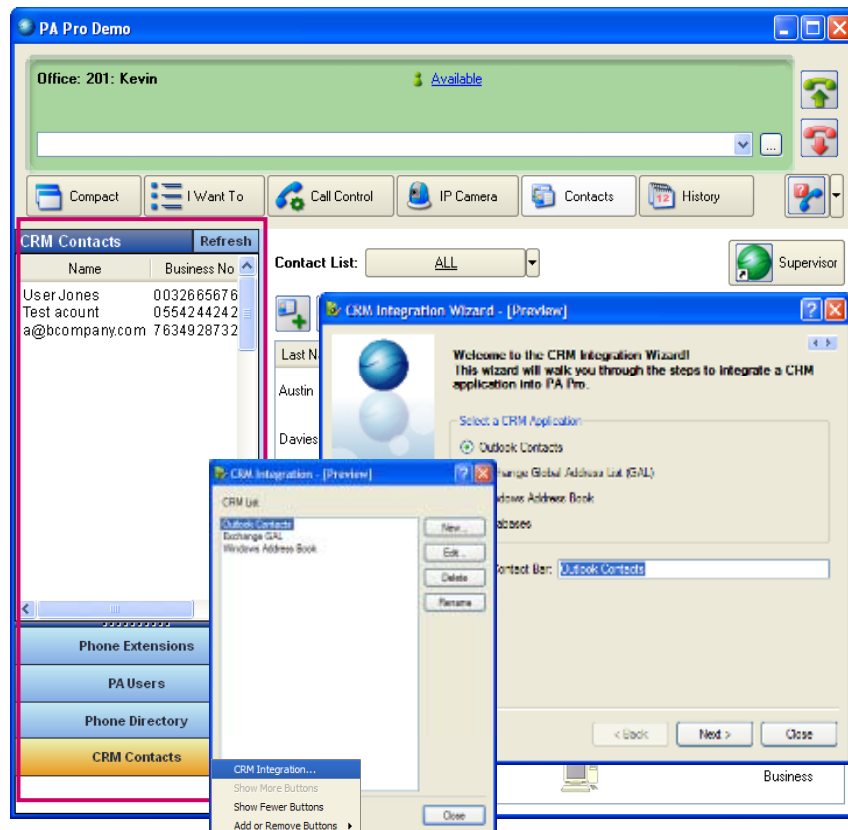 PA Pro Demo
Office: 201: Kevin
Available
...
Compact
I Want To
Call Control
IP Camera
Contacts
12
History
CRM Contacts
Refresh
Name
Business No
User Jones 0032665676
Test acount 0554244242
a@bcompany.com 7634928732
Phone Extensions
PA Users
Phone Directory
CRM Contacts
Contact List:
ALL
Supervisor
Last N
Austin
Davies
Business
CRM Integration Wizard - [Preview]
Welcome to the CRM Integration Wizard!
This wizard will walk you through the steps to integrate a CRM
application into PA Pro.
Select a CRM Application
Outlook Contacts
hange Global Address List (GAL)
dows Address Book
abases
ontact Bar:
Outlook Contacts
< Back
Next >
Close
CRM Integration - [Preview]
CRM List
Outlook Contacts
Exchange GAL
Windows Address Book
New...
Edit...
Delete
Rename
Close
CRM Integration...
Show More Buttons
Show Fewer Buttons
Add or Remove Buttons